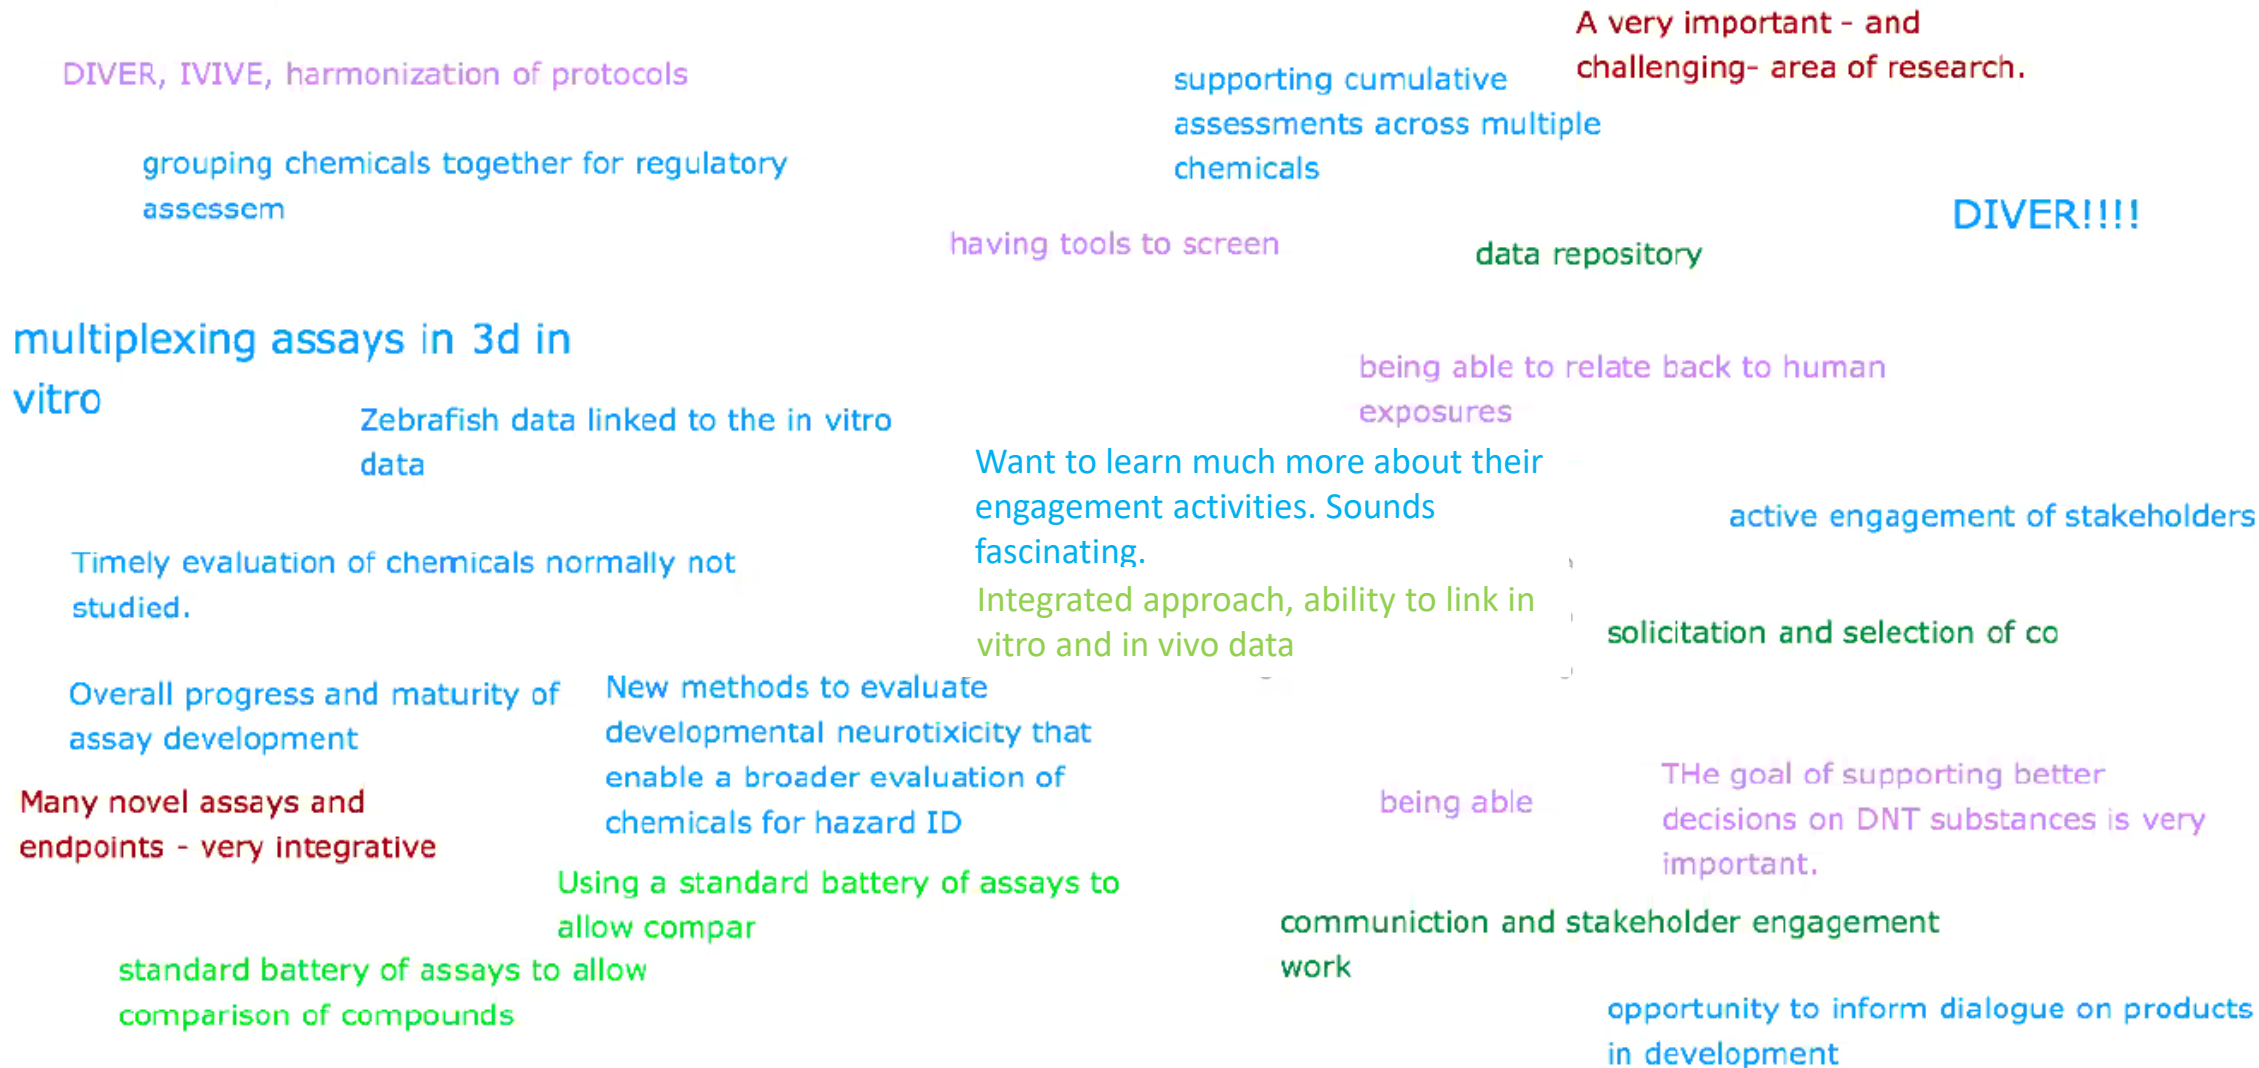 DIVER, IVIVE, harmonization of protocols
grouping chemicals together for regulatory
assessem
A very important - and
challenging- area of research.
supporting cumulative
assessments across multiple
chemicals
DIVER!!!!
having tools to screen
data repository
multiplexing assays in 3d in
vitro
being able to relate back to human
exposures
Zebrafish data linked to the in vitro
data
Want to learn much more about their
engagement activities. Sounds
fascinating.
active engagement of stakeholders
Timely evaluation of chemicals normally not
studied.
Integrated approach, ability to link in
vitro and in vivo data
solicitation and selection of co
Overall progress and maturity of
assay development
New methods to evaluate
developmental neurotixicity that
enable a broader evaluation of
chemicals for hazard ID
Many novel assays and
endpoints - very integrative
being able
THe goal of supporting better
decisions on DNT substances is very
important.
Using a standard battery of assays to
allow compar
communiction and stakeholder engagement
work
standard battery of assays to allow
comparison of compounds
opportunity to inform dialogue on products
in development